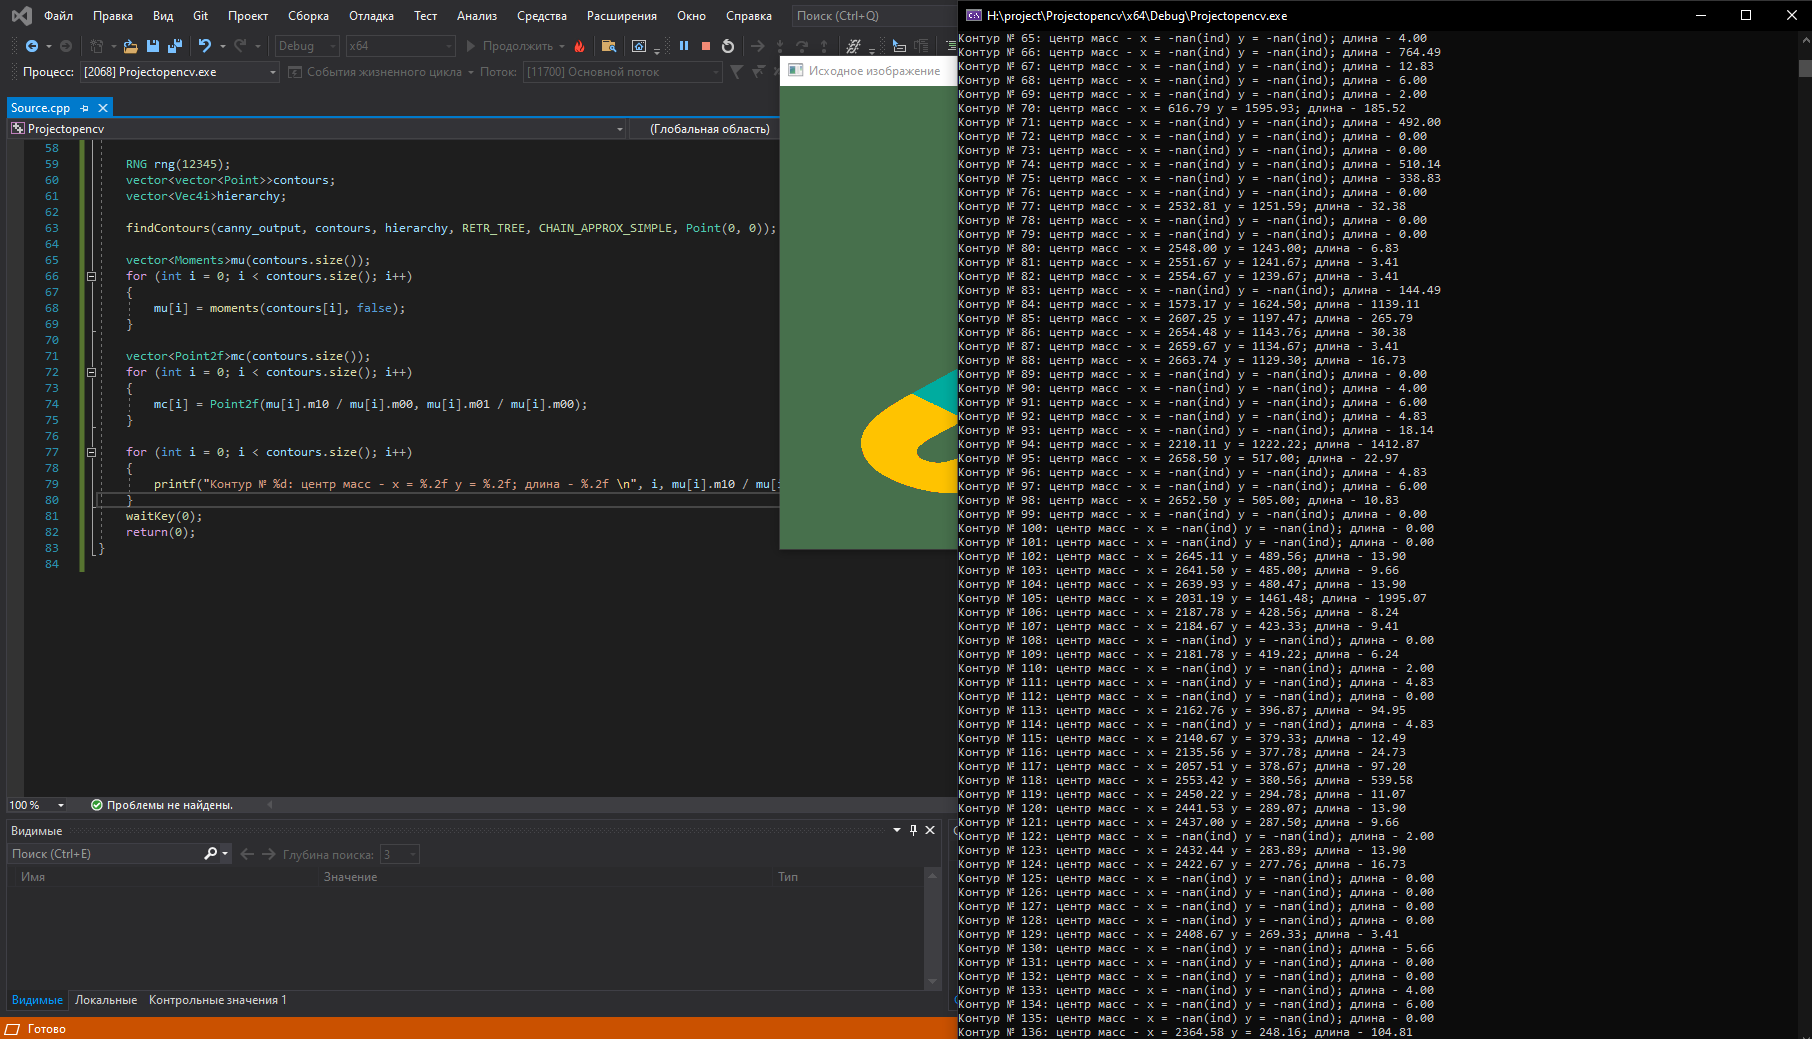 Файл Правка Вид Git Проект Сборка Отладка Тест Анализ Средства Расширения Окно Справка Поиск (Ctrl+Q)
Debug x64 Продолжить
Процесс: [2068] Projectopencv.exe События жизненного цикла Поток: [11700] Основной поток
Source.cpp
Projectopencv (Глобальная область)
58
59 RNG rng(12345);
60 vector<vector<Point>>contours;
61 vector<Vec4i>hierarchy;
62
63 findContours(canny_output, contours, hierarchy, RETR_TREE, CHAIN_APPROX_SIMPLE, Point(0, 0));
64
65 vector<Moments>mu(contours.size());
66 for (int i = 0; i < contours.size(); i++)
67 {
68 mu[i] = moments(contours[i], false);
69 }
70
71 vector<Point2f>mc(contours.size());
72 for (int i = 0; i < contours.size(); i++)
73 {
74 mc[i] = Point2f(mu[i].m10 / mu[i].m00, mu[i].m01 / mu[i].m00);
75 }
76
77 for (int i = 0; i < contours.size(); i++)
78 {
79 printf("Контур № %d: центр масс - x = %.2f y = %.2f; длина - %.2f \n", i, mu[i].m10 / mu[i
80 }
81 waitKey(0);
82 return(0);
83 }
84
100 % Проблемы не найдены.
Видимые
Поиск (Ctrl+E) Глубина поиска: 3
Имя Значение Тип
Видимые Локальные Контрольные значения 1
Готово
Исходное изображение
H:\project\Projectopencv\x64\Debug\Projectopencv.exe
Контур № 65: центр масс - x = -nan(ind) y = -nan(ind); длина - 4.00
Контур № 66: центр масс - x = -nan(ind) y = -nan(ind); длина - 764.49
Контур № 67: центр масс - x = -nan(ind) y = -nan(ind); длина - 12.83
Контур № 68: центр масс - x = -nan(ind) y = -nan(ind); длина - 6.00
Контур № 69: центр масс - x = -nan(ind) y = -nan(ind); длина - 2.00
Контур № 70: центр масс - x = 616.79 y = 1595.93; длина - 185.52
Контур № 71: центр масс - x = -nan(ind) y = -nan(ind); длина - 492.00
Контур № 72: центр масс - x = -nan(ind) y = -nan(ind); длина - 0.00
Контур № 73: центр масс - x = -nan(ind) y = -nan(ind); длина - 0.00
Контур № 74: центр масс - x = -nan(ind) y = -nan(ind); длина - 510.14
Контур № 75: центр масс - x = -nan(ind) y = -nan(ind); длина - 338.83
Контур № 76: центр масс - x = -nan(ind) y = -nan(ind); длина - 0.00
Контур № 77: центр масс - x = 2532.81 y = 1251.59; длина - 32.38
Контур № 78: центр масс - x = -nan(ind) y = -nan(ind); длина - 0.00
Контур № 79: центр масс - x = -nan(ind) y = -nan(ind); длина - 0.00
Контур № 80: центр масс - x = 2548.00 y = 1243.00; длина - 6.83
Контур № 81: центр масс - x = 2551.67 y = 1241.67; длина - 3.41
Контур № 82: центр масс - x = 2554.67 y = 1239.67; длина - 3.41
Контур № 83: центр масс - x = -nan(ind) y = -nan(ind); длина - 144.49
Контур № 84: центр масс - x = 1573.17 y = 1624.50; длина - 1139.11
Контур № 85: центр масс - x = 2607.25 y = 1197.47; длина - 265.79
Контур № 86: центр масс - x = 2654.48 y = 1143.76; длина - 30.38
Контур № 87: центр масс - x = 2659.67 y = 1134.67; длина - 3.41
Контур № 88: центр масс - x = 2663.74 y = 1129.30; длина - 16.73
Контур № 89: центр масс - x = -nan(ind) y = -nan(ind); длина - 0.00
Контур № 90: центр масс - x = -nan(ind) y = -nan(ind); длина - 4.00
Контур № 91: центр масс - x = -nan(ind) y = -nan(ind); длина - 6.00
Контур № 92: центр масс - x = -nan(ind) y = -nan(ind); длина - 4.83
Контур № 93: центр масс - x = -nan(ind) y = -nan(ind); длина - 18.14
Контур № 94: центр масс - x = 2210.11 y = 1222.22; длина - 1412.87
Контур № 95: центр масс - x = 2658.50 y = 517.00; длина - 22.97
Контур № 96: центр масс - x = -nan(ind) y = -nan(ind); длина - 4.83
Контур № 97: центр масс - x = -nan(ind) y = -nan(ind); длина - 6.00
Контур № 98: центр масс - x = 2652.50 y = 505.00; длина - 10.83
Контур № 99: центр масс - x = -nan(ind) y = -nan(ind); длина - 0.00
Контур № 100: центр масс - x = -nan(ind) y = -nan(ind); длина - 0.00
Контур № 101: центр масс - x = -nan(ind) y = -nan(ind); длина - 0.00
Контур № 102: центр масс - x = 2645.11 y = 489.56; длина - 13.90
Контур № 103: центр масс - x = 2641.50 y = 485.00; длина - 9.66
Контур № 104: центр масс - x = 2639.93 y = 480.47; длина - 13.90
Контур № 105: центр масс - x = 2031.19 y = 1461.48; длина - 1995.07
Контур № 106: центр масс - x = 2187.78 y = 428.56; длина - 8.24
Контур № 107: центр масс - x = 2184.67 y = 423.33; длина - 9.41
Контур № 108: центр масс - x = -nan(ind) y = -nan(ind); длина - 0.00
Контур № 109: центр масс - x = 2181.78 y = 419.22; длина - 6.24
Контур № 110: центр масс - x = -nan(ind) y = -nan(ind); длина - 2.00
Контур № 111: центр масс - x = -nan(ind) y = -nan(ind); длина - 4.83
Контур № 112: центр масс - x = -nan(ind) y = -nan(ind); длина - 0.00
Контур № 113: центр масс - x = 2162.76 y = 396.87; длина - 94.95
Контур № 114: центр масс - x = -nan(ind) y = -nan(ind); длина - 4.83
Контур № 115: центр масс - x = 2140.67 y = 379.33; длина - 12.49
Контур № 116: центр масс - x = 2135.56 y = 377.78; длина - 24.73
Контур № 117: центр масс - x = 2057.51 y = 378.67; длина - 97.20
Контур № 118: центр масс - x = 2553.42 y = 380.56; длина - 539.58
Контур № 119: центр масс - x = 2450.22 y = 294.78; длина - 11.07
Контур № 120: центр масс - x = 2441.53 y = 289.07; длина - 13.90
Контур № 121: центр масс - x = 2437.00 y = 287.50; длина - 9.66
Контур № 122: центр масс - x = -nan(ind) y = -nan(ind); длина - 2.00
Контур № 123: центр масс - x = 2432.44 y = 283.89; длина - 13.90
Контур № 124: центр масс - x = 2422.67 y = 277.76; длина - 16.73
Контур № 125: центр масс - x = -nan(ind) y = -nan(ind); длина - 0.00
Контур № 126: центр масс - x = -nan(ind) y = -nan(ind); длина - 0.00
Контур № 127: центр масс - x = -nan(ind) y = -nan(ind); длина - 0.00
Контур № 128: центр масс - x = -nan(ind) y = -nan(ind); длина - 0.00
Контур № 129: центр масс - x = 2408.67 y = 269.33; длина - 3.41
Контур № 130: центр масс - x = -nan(ind) y = -nan(ind); длина - 5.66
Контур № 131: центр масс - x = -nan(ind) y = -nan(ind); длина - 0.00
Контур № 132: центр масс - x = -nan(ind) y = -nan(ind); длина - 0.00
Контур № 133: центр масс - x = -nan(ind) y = -nan(ind); длина - 4.00
Контур № 134: центр масс - x = -nan(ind) y = -nan(ind); длина - 6.00
Контур № 135: центр масс - x = -nan(ind) y = -nan(ind); длина - 0.00
Контур № 136: центр масс - x = 2364.58 y = 248.16; длина - 104.81